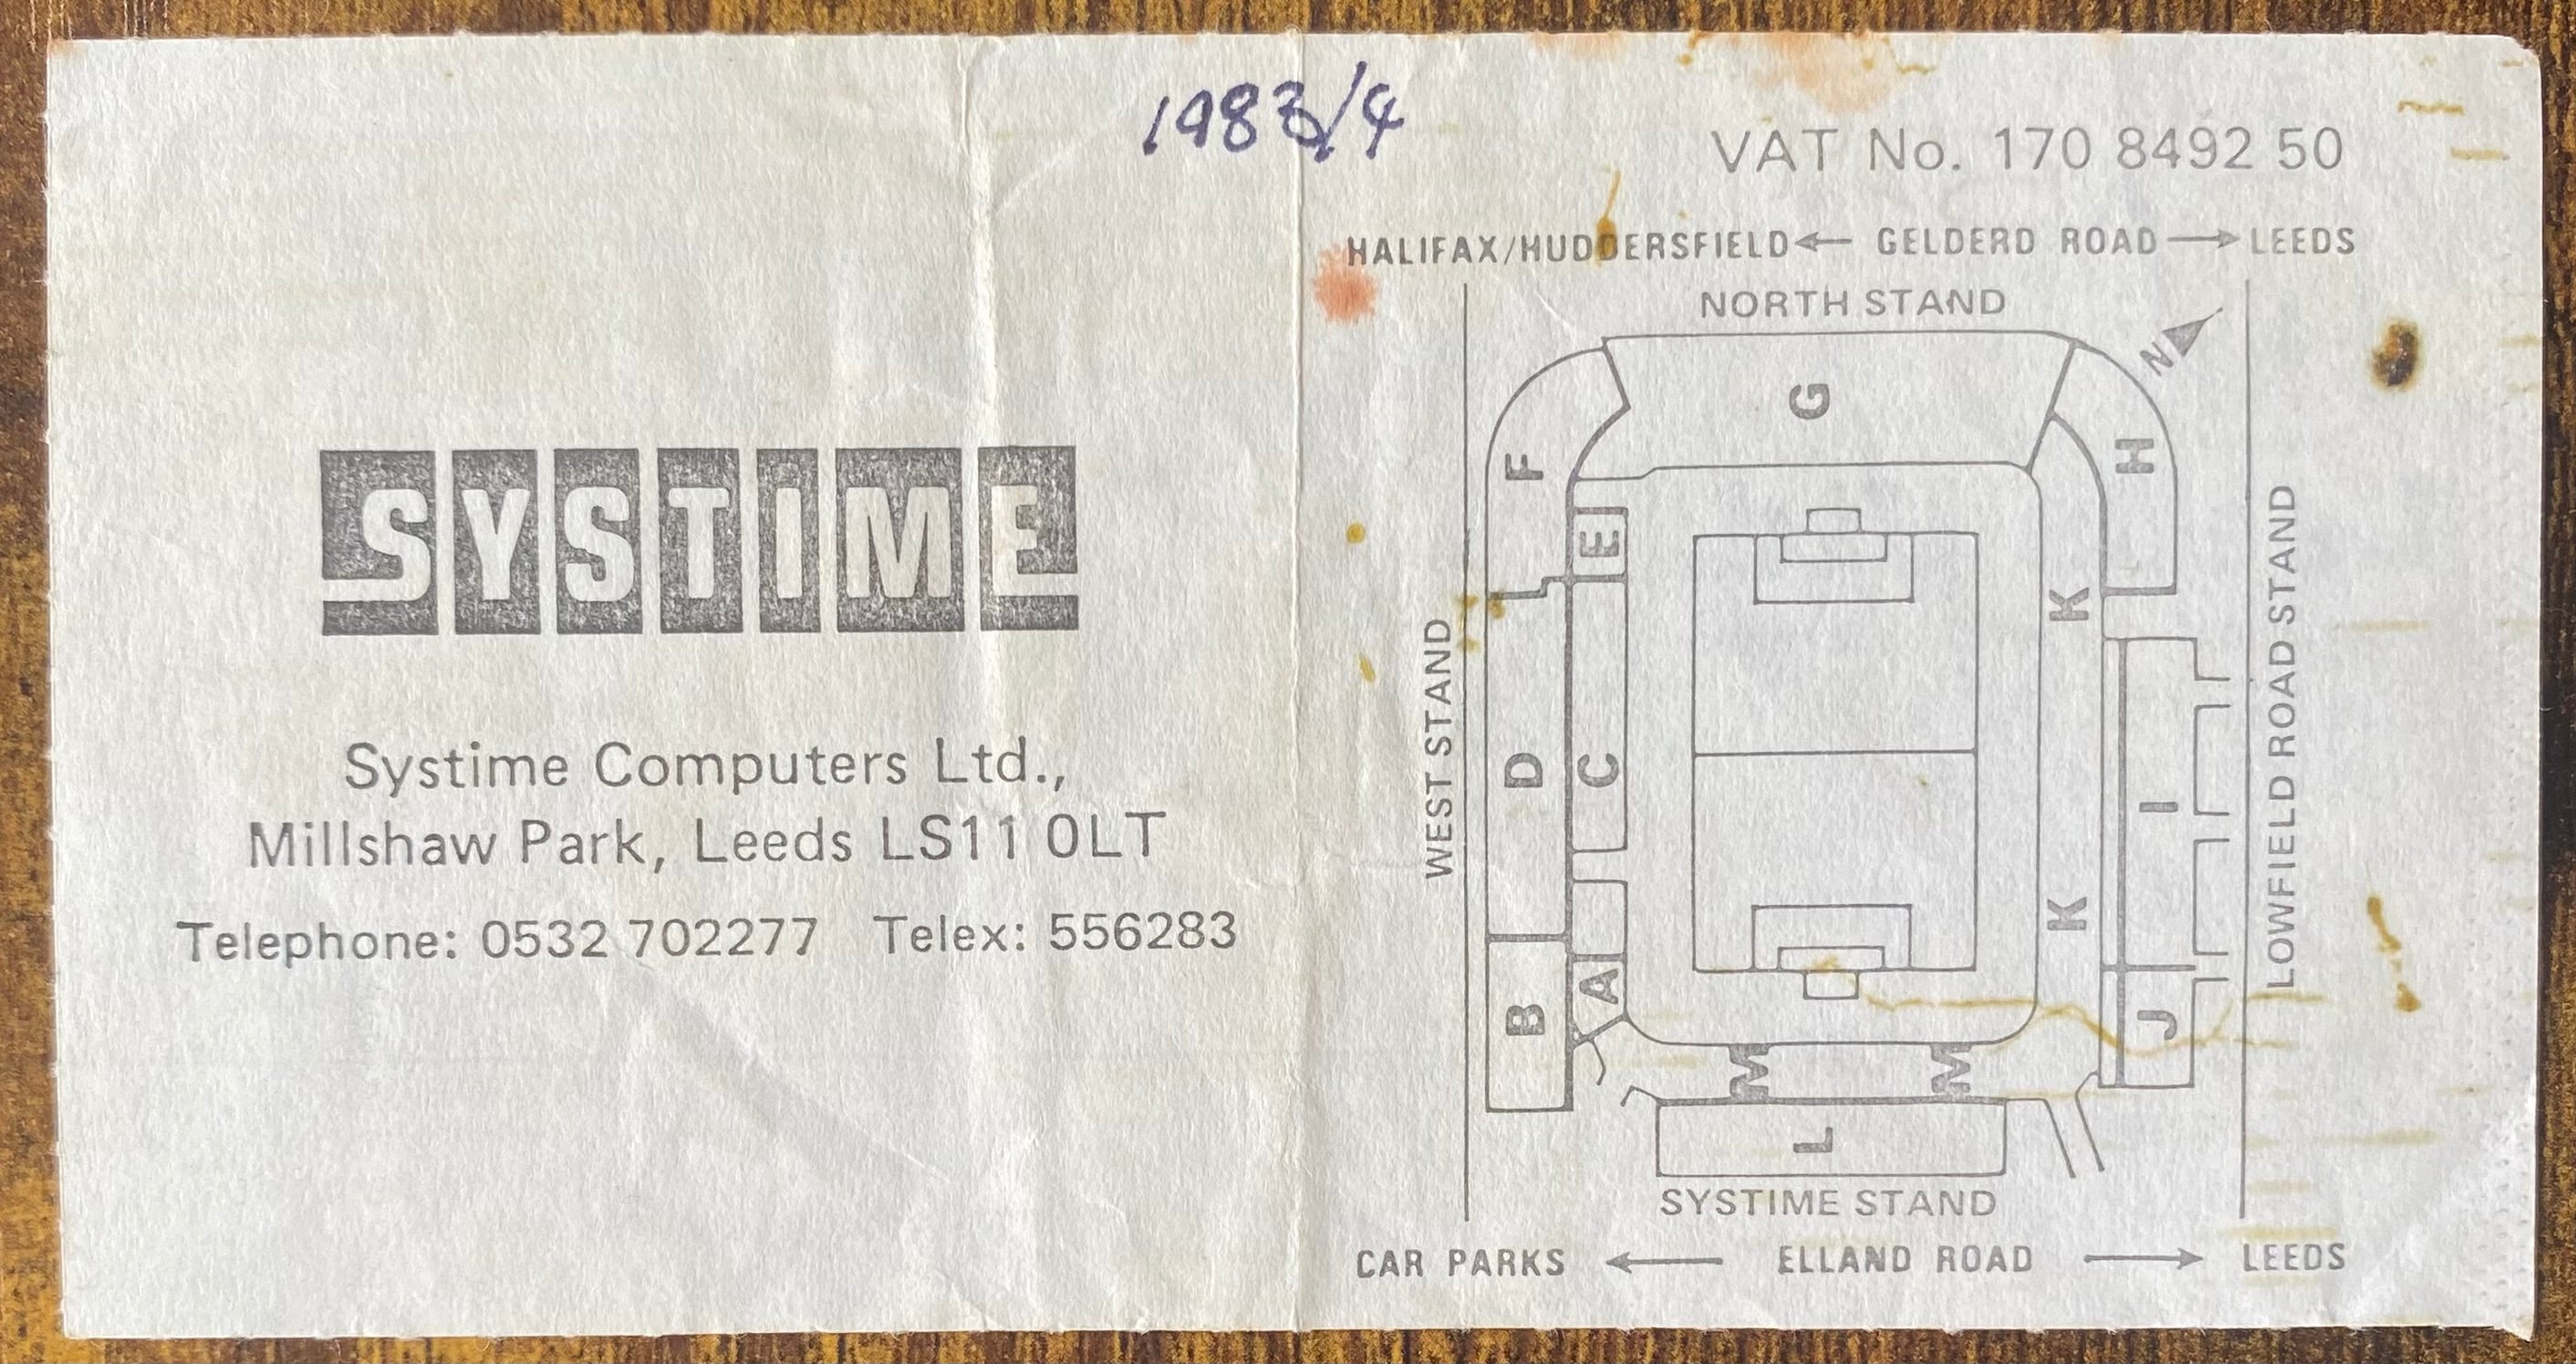 1983/4
SYSTIME
Systime Computers Ltd.,
Millshaw Park, Leeds LS11 0LT
Telephone: 0532 702277 Telex: 556283
VAT No. 170 8492 50
HALIFAX/HUDDERSFIELD ← GELDERD ROAD → LEEDS
NORTH STAND
N
G
F
H
E
K
WEST STAND
D
C
I
LOWFIELD ROAD STAND
K
B
A
J
M
M
L
SYSTIME STAND
CAR PARKS ← ELLAND ROAD → LEEDS